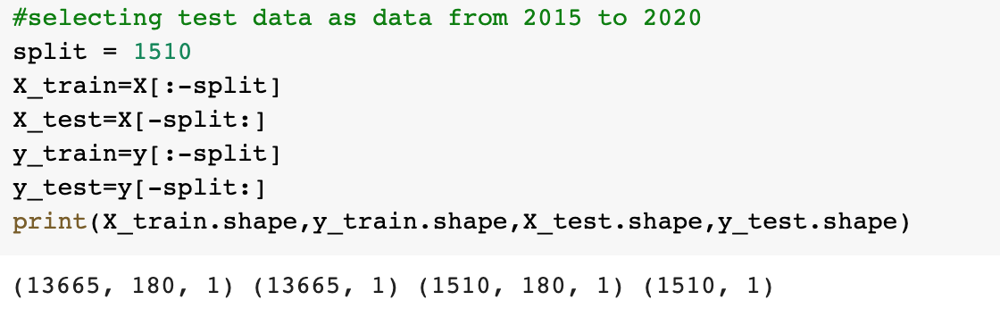 #selecting test data as data from 2015 to 2020
split = 1510
X_train=X[:-split]
X_test=X[-split:]
y_train=y[:-split]
y_test=y[-split:]
print(X_train.shape,y_train.shape,X_test.shape,y_test.shape)
(13665, 180, 1) (13665, 1) (1510, 180, 1) (1510, 1)